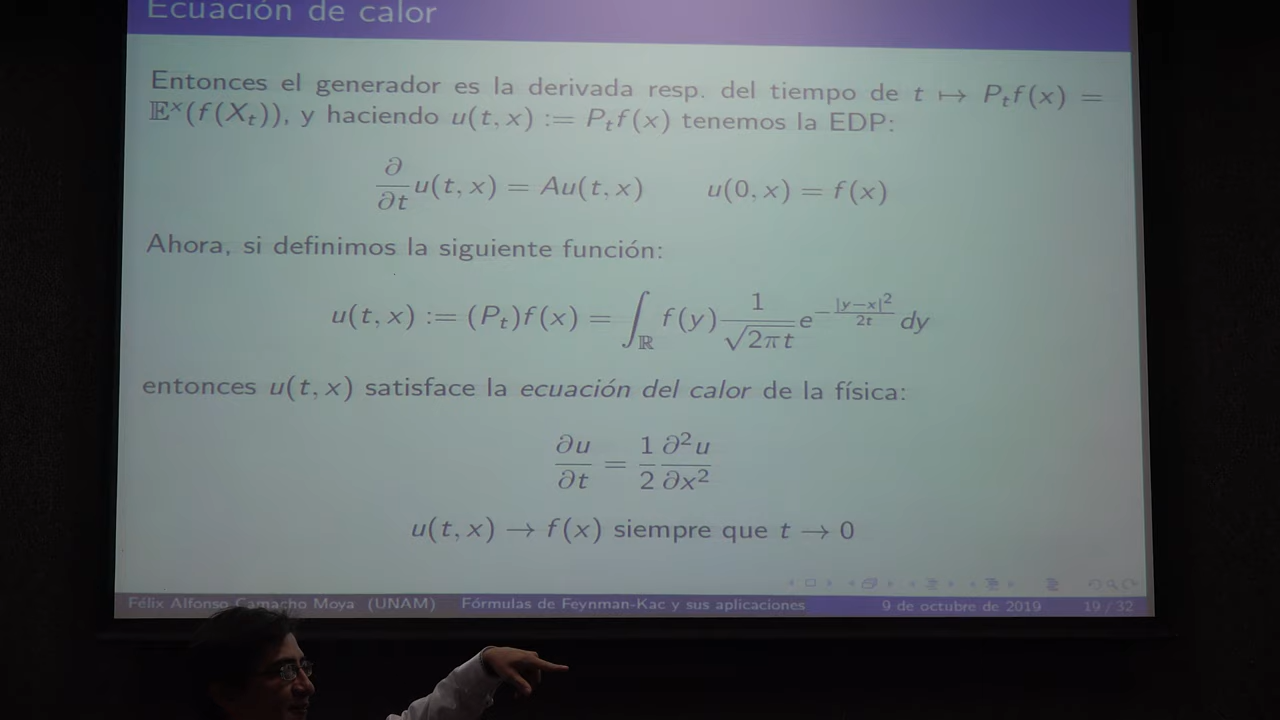 Ecuación de calor
Entonces el generador es la derivada resp. del tiempo de t ↦ P_t f(x) =
𝔼^x(f(X_t)), y haciendo u(t, x) := P_t f(x) tenemos la EDP:
∂/∂t u(t, x) = Au(t, x)    u(0, x) = f(x)
Ahora, si definimos la siguiente función:
u(t, x) := (P_t)f(x) = ∫_ℝ f(y) 1/√(2πt) e^{−|y−x|²/2t} dy
entonces u(t, x) satisface la ecuación del calor de la física:
∂u/∂t = 1/2 ∂²u/∂x²
u(t, x) → f(x) siempre que t → 0
Félix Alfonso Camacho Moya (UNAM)    Fórmulas de Feynman-Kac y sus aplicaciones    9 de octubre de 2019    19 / 32